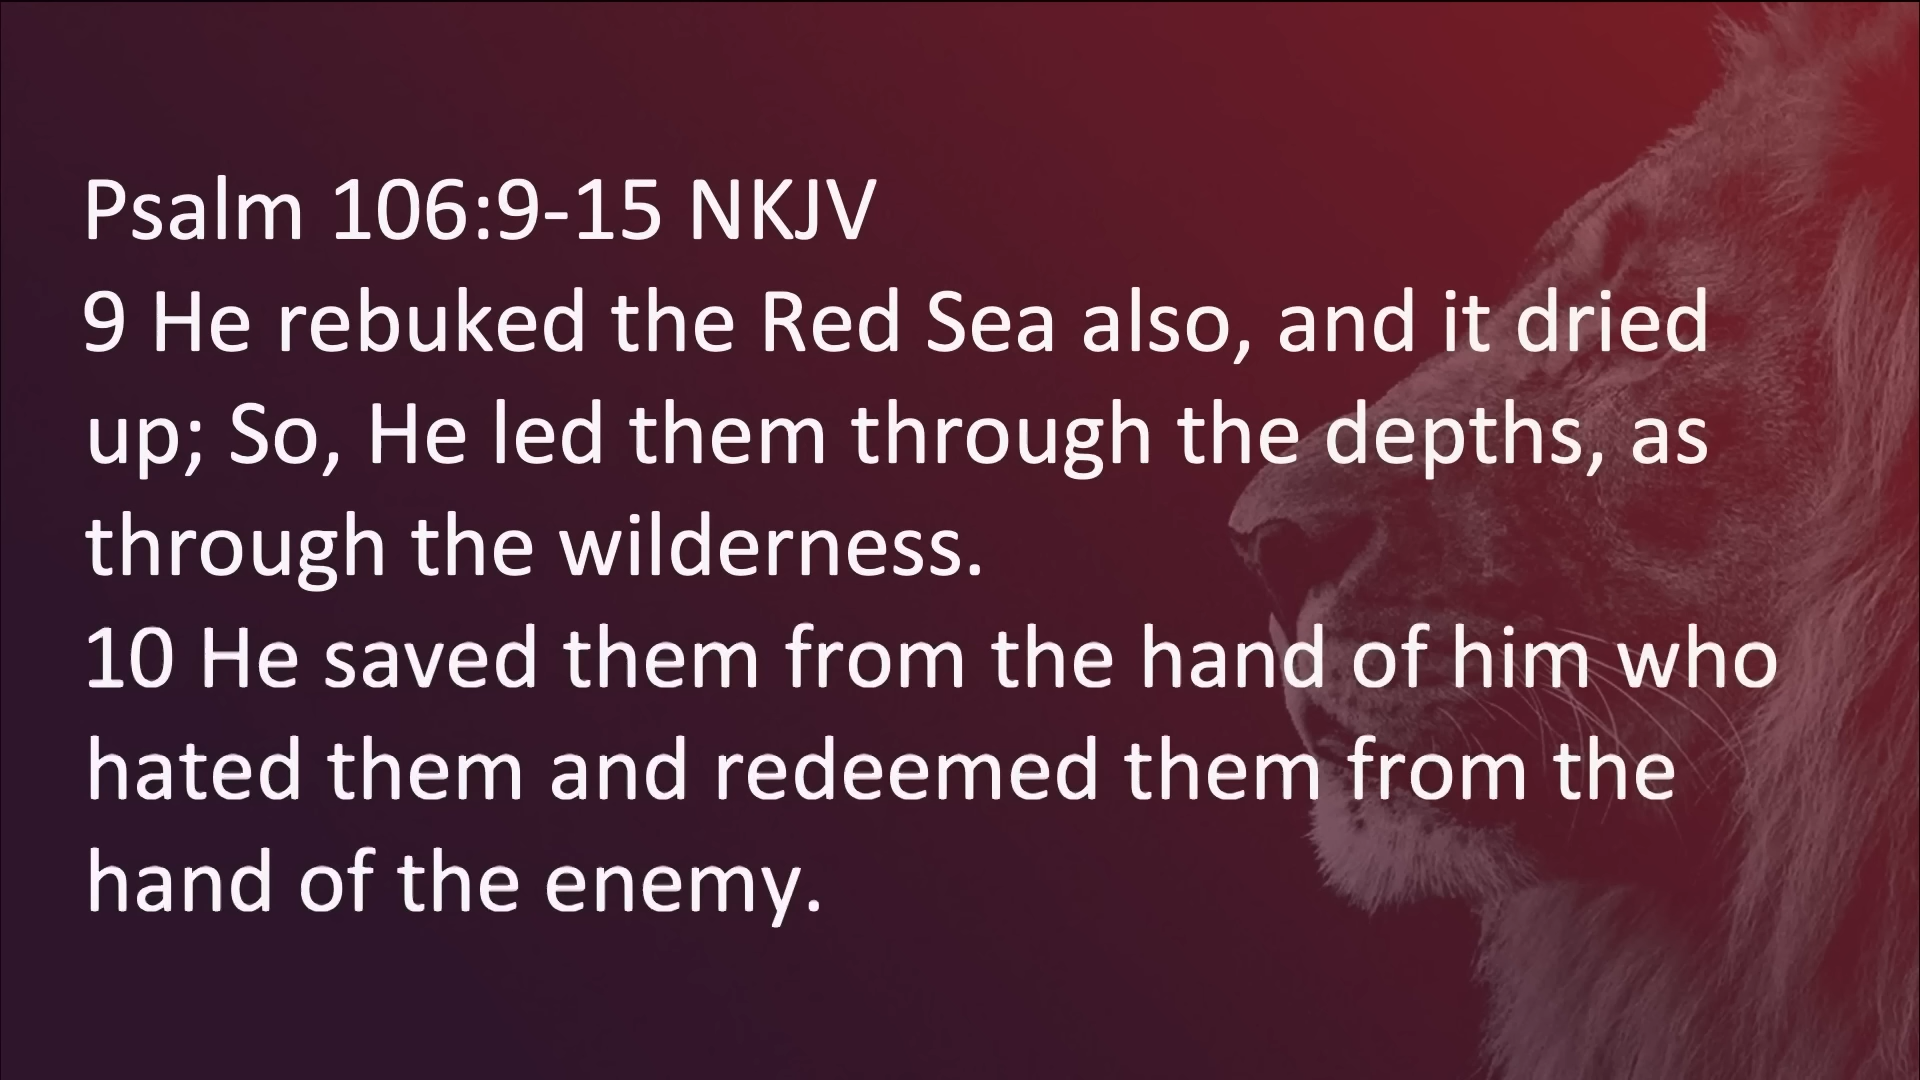 Psalm 106:9-15 NKJV
9 He rebuked the Red Sea also, and it dried
up; So, He led them through the depths, as
through the wilderness.
10 He saved them from the hand of him who
hated them and redeemed them from the
hand of the enemy.